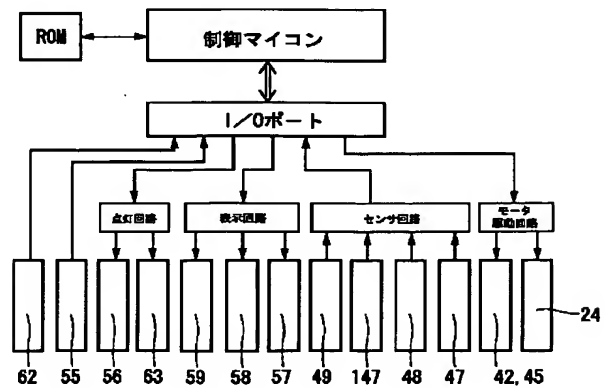 ROM
制御マイコン
I/Oポート
点灯回路
表示回路
センサ回路
モータ
駆動回路
24
62 55 56 63 59 58 57 49 147 48 47 42, 45